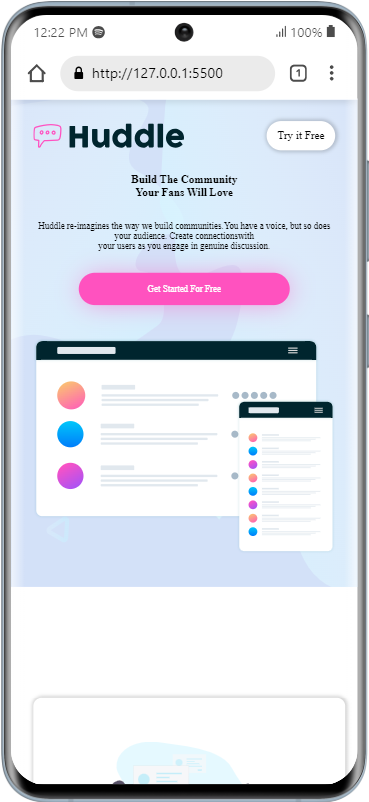 12:22 PM
100%
http://127.0.0.1:5500
1
Huddle
Try it Free
Build The Community
Your Fans Will Love
Huddle re-imagines the way we build communities.You have a voice, but so does
your audience. Create connectionswith
your users as you engage in genuine discussion.
Get Started For Free